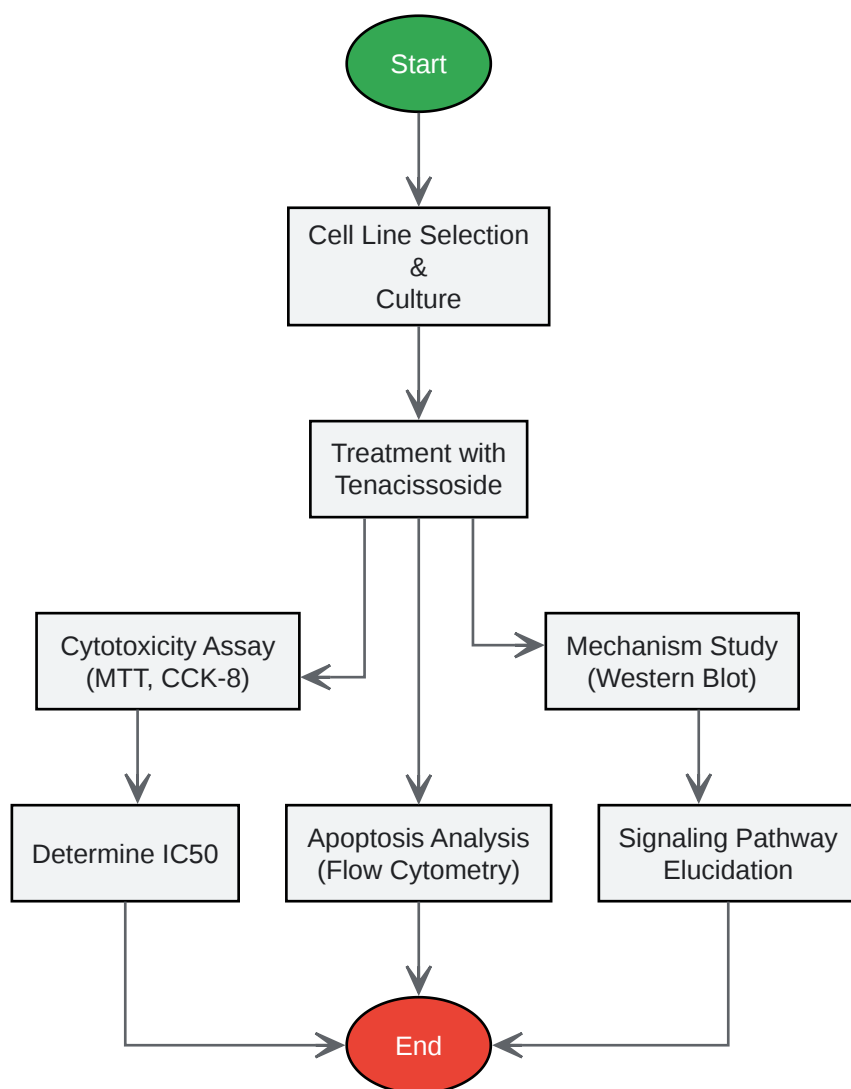 Start
Cell Line Selection
&
Culture
Treatment with
Tenacissoside
Cytotoxicity Assay
(MTT, CCK-8)
Mechanism Study
(Western Blot)
Determine IC50
Apoptosis Analysis
(Flow Cytometry)
Signaling Pathway
Elucidation
End